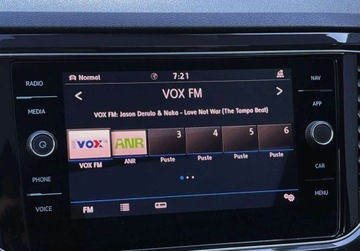 Normal 7:21
RADIO
NAV
VOX FM
MEDIA
APP
VOX FM: Jason Derulo & Nuka - Love Not War (The Tampa Beat)
VOX ANR 3 4 5 6
VOX FM ANR Puste Puste Puste Puste
PHONE
CAR
VOICE
FM
MENU